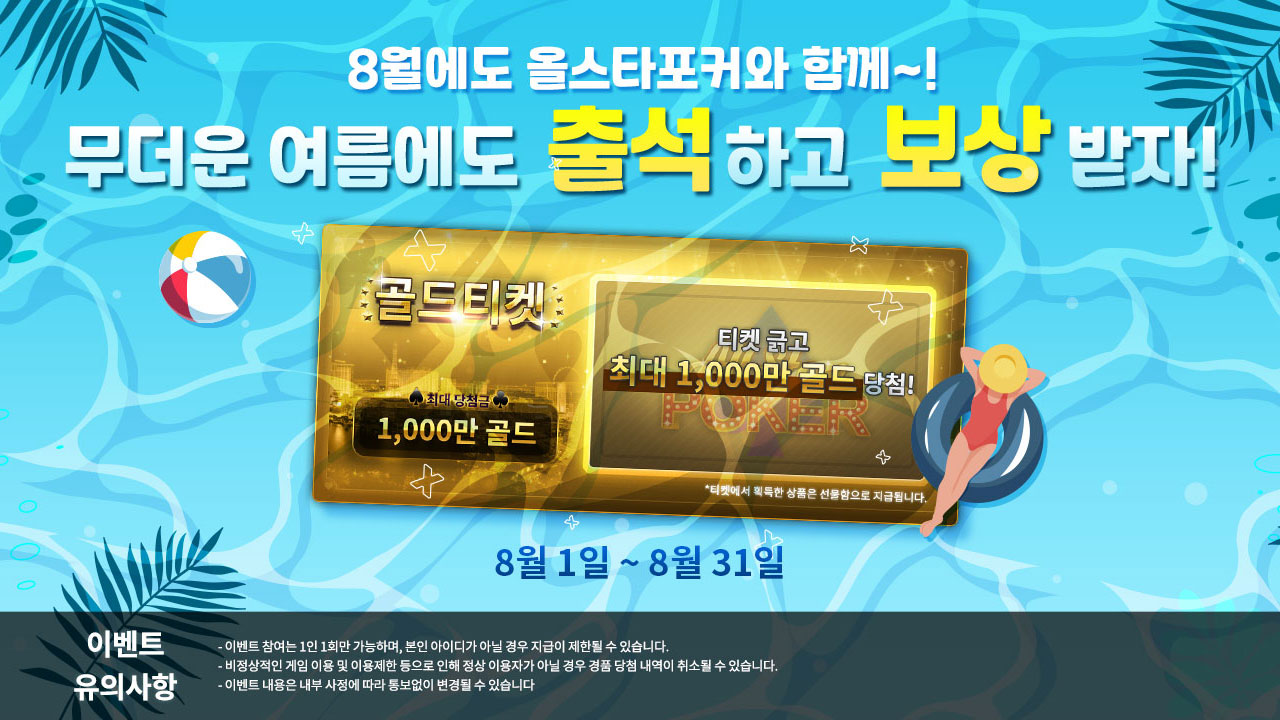 8월에도 올스타포커와 함께~!
무더운 여름에도 출석하고 보상 받자!
골드티켓
최대 당첨금
1,000만 골드
티켓 긁고
최대 1,000만 골드 당첨!
POKER
*티켓에서 획득한 상품은 선물함으로 지급됩니다.
8월 1일 ~ 8월 31일
이벤트
유의사항
- 이벤트 참여는 1인 1회만 가능하며, 본인 아이디가 아닐 경우 지급이 제한될 수 있습니다.
- 비정상적인 게임 이용 및 이용제한 등으로 인해 정상 이용자가 아닐 경우 경품 당첨 내역이 취소될 수 있습니다.
- 이벤트 내용은 내부 사정에 따라 통보없이 변경될 수 있습니다